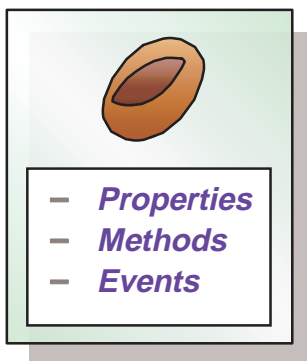 – Properties
– Methods
– Events